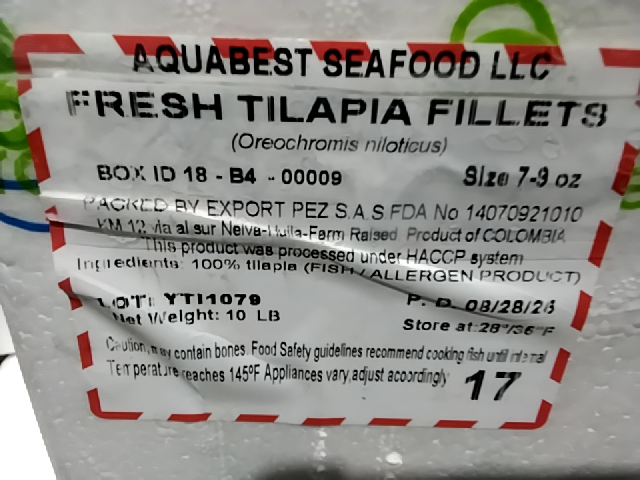 AQUABEST SEAFOOD LLC
FRESH TILAPIA FILLETS
(Oreochromis niloticus)
BOX ID 18 - B4 - 00009
Size 7-9 oz
PACKED BY EXPORT PEZ S.A.S FDA No 14070921010
KM 12 via al sur Neiva-Huila-Farm Raised Product of COLOMBIA
This product was processed under HACCP system
Ingredients: 100% tilapia (FISH / ALLERGEN PRODUCT)
LOT: YTI1079
P. D. 08/28/23
Net Weight: 10 LB
Store at 28°/36°F
Caution, may contain bones. Food Safety guidelines recommend cooking fish until internal
Temperature reaches 145ºF Appliances vary, adjust accordingly
17